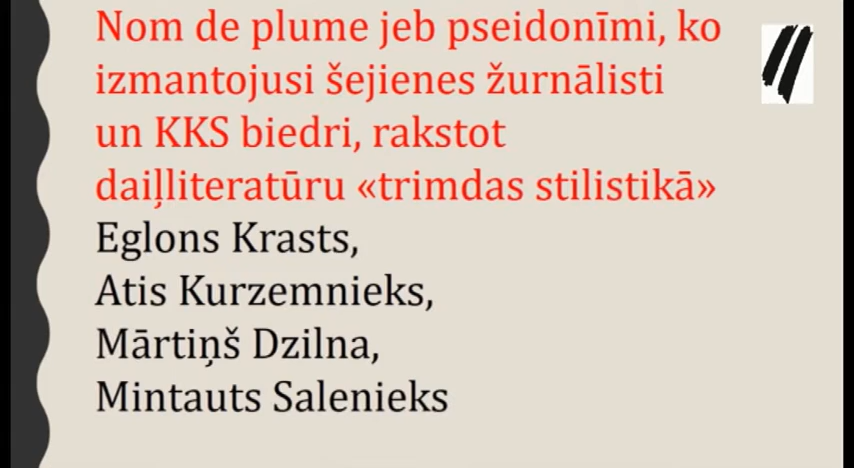 Nom de plume jeb pseidonīmi, ko
izmantojusi šejienes žurnālisti
un KKS biedri, rakstot
daiļliteratūru «trimdas stilistikā»
Eglons Krasts,
Atis Kurzemnieks,
Mārtiņš Dzilna,
Mintauts Salenieks